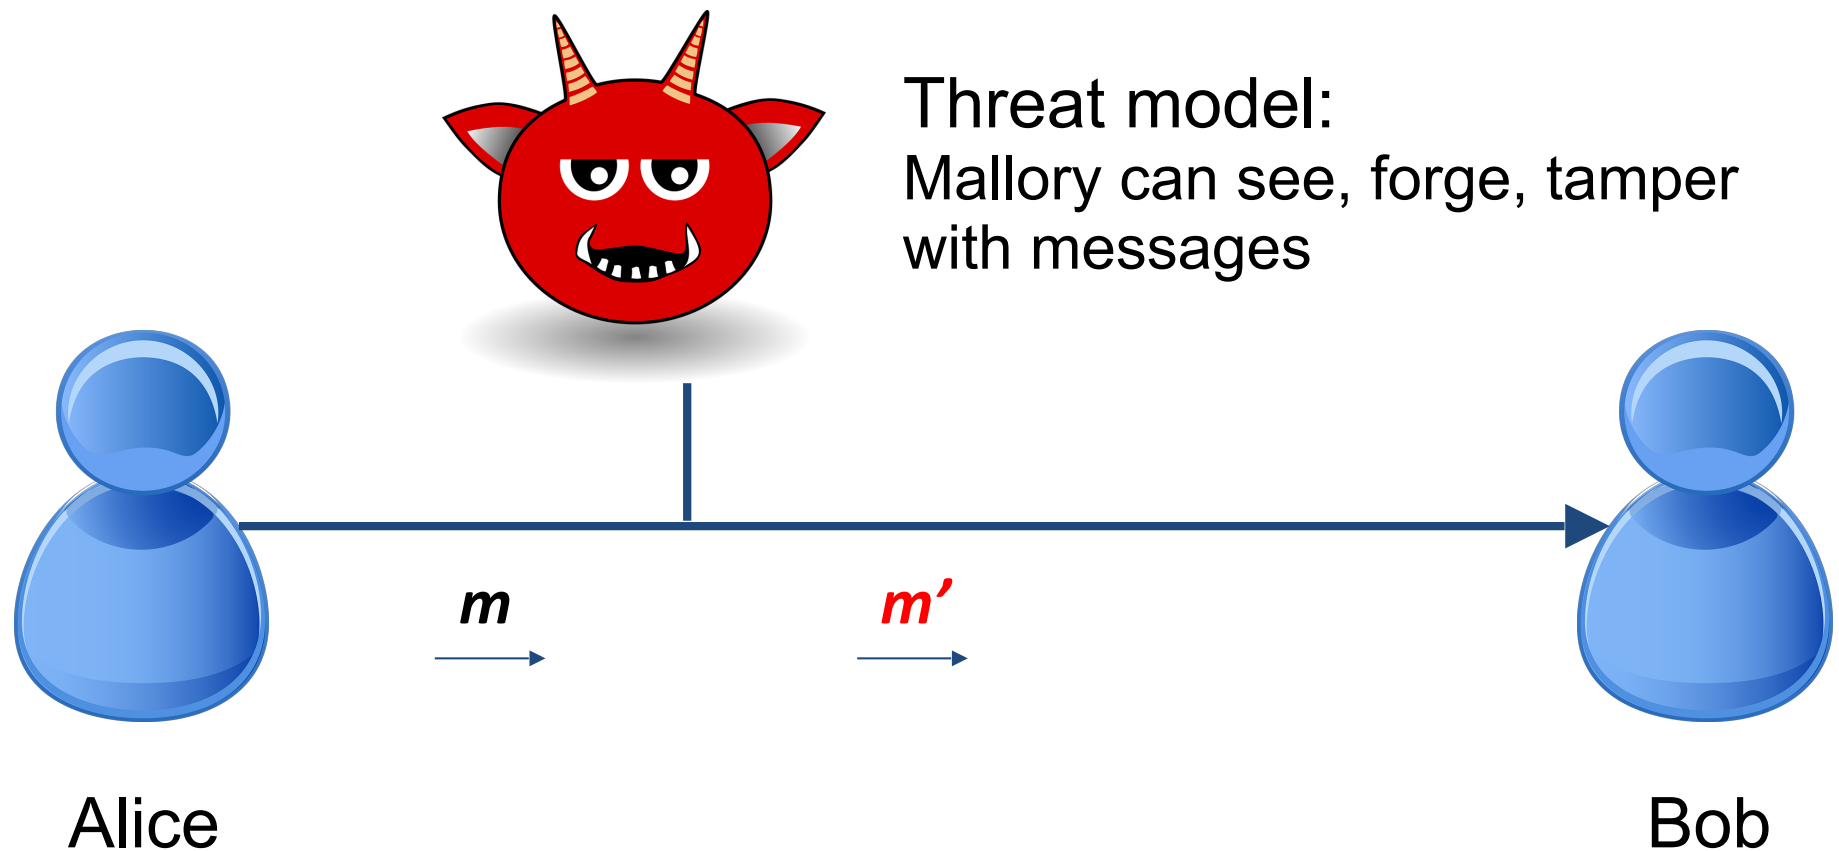 Threat model:
Mallory can see, forge, tamper
with messages
m
m’
Alice
Bob